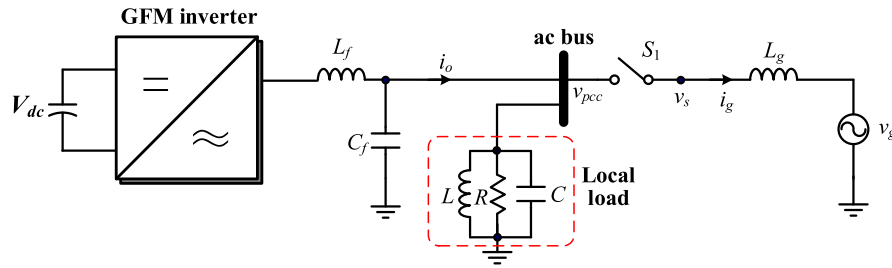 GFM inverter
V_dc
=
≈
L_f
i_o
C_f
ac bus
v_pcc
S_1
v_s
i_g
L_g
v_g
L
R
C
Local
load